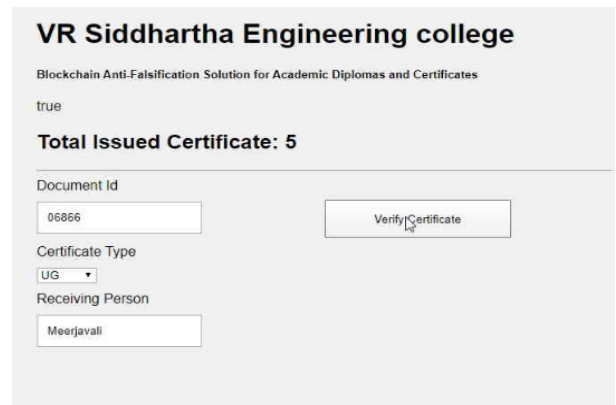 VR Siddhartha Engineering college
Blockchain Anti-Falsification Solution for Academic Diplomas and Certificates
true
Total Issued Certificate: 5
Document Id
06866
Verify Certificate
Certificate Type
UG
Receiving Person
Meerjavali